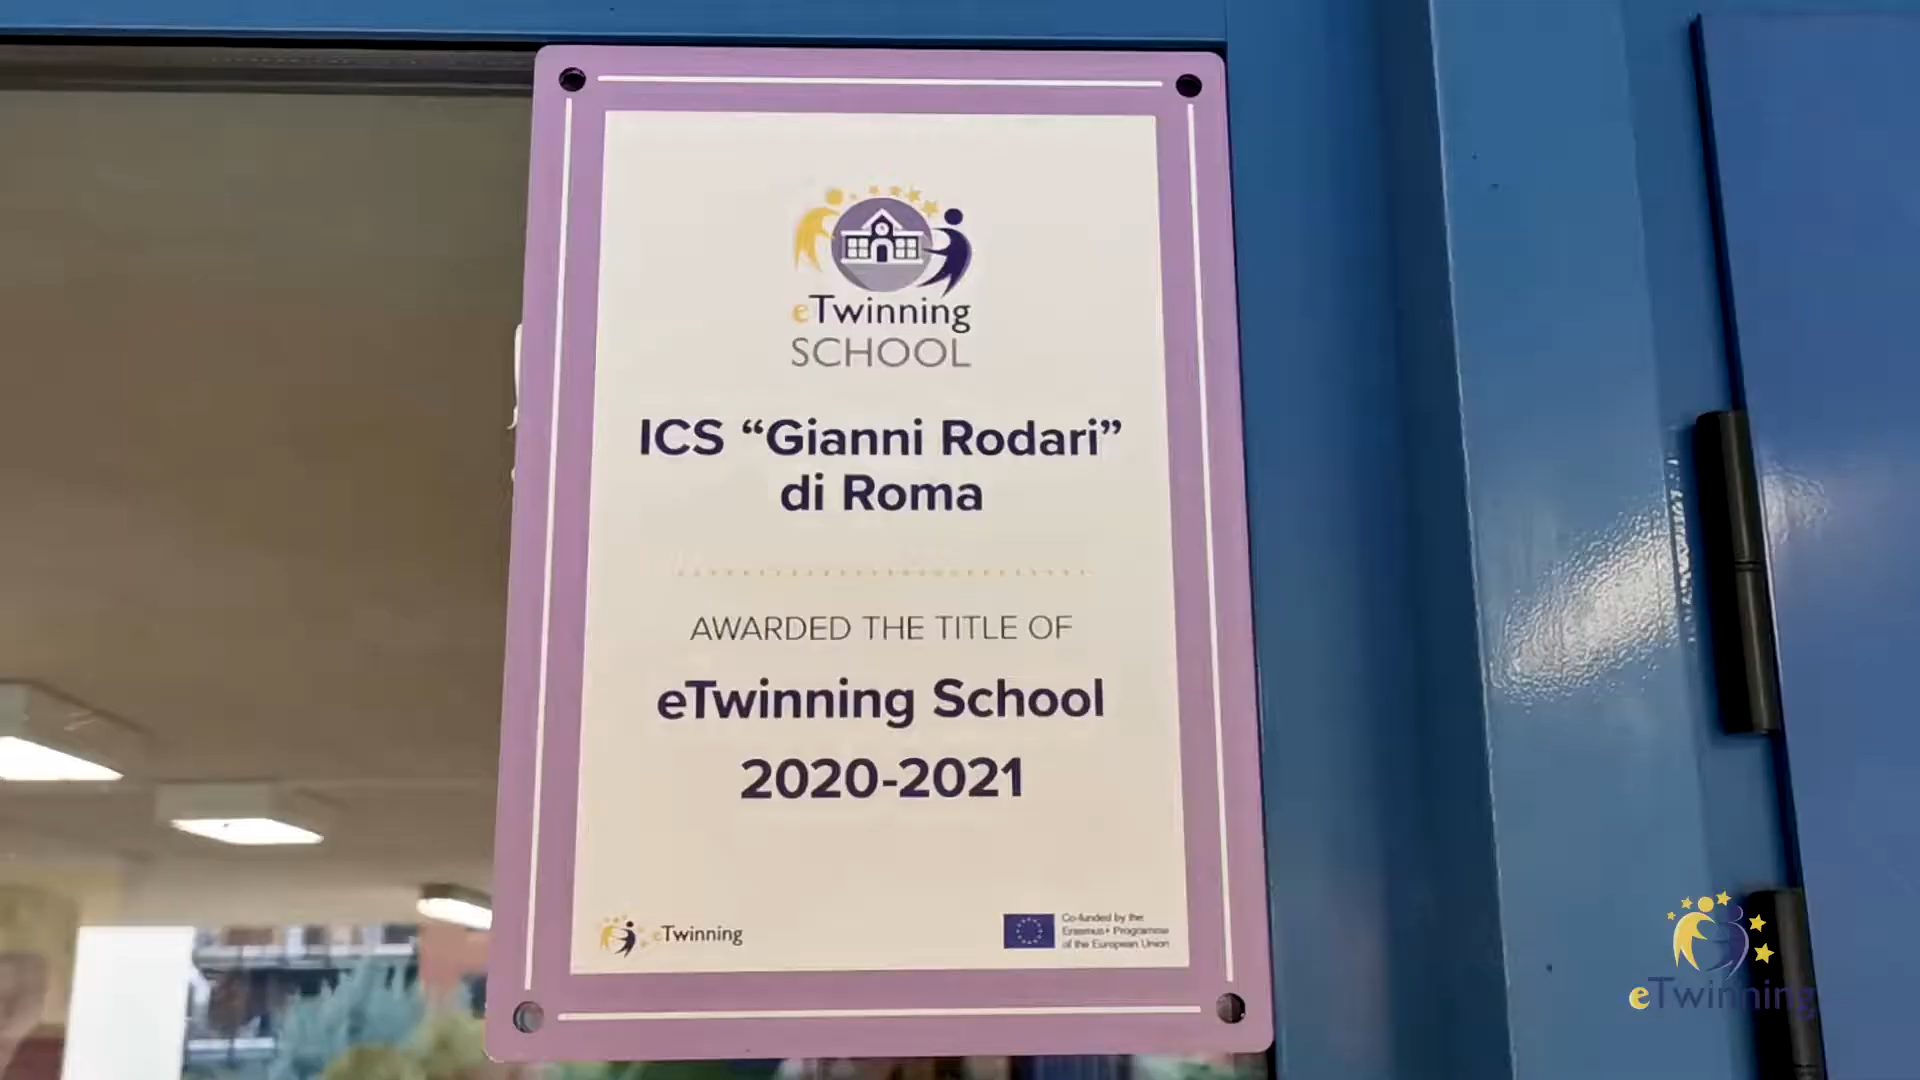 eTwinning
SCHOOL
ICS “Gianni Rodari”
di Roma
AWARDED THE TITLE OF
eTwinning School
2020-2021
eTwinning
Co-funded by the
Erasmus+ Programme
of the European Union
eTwinning